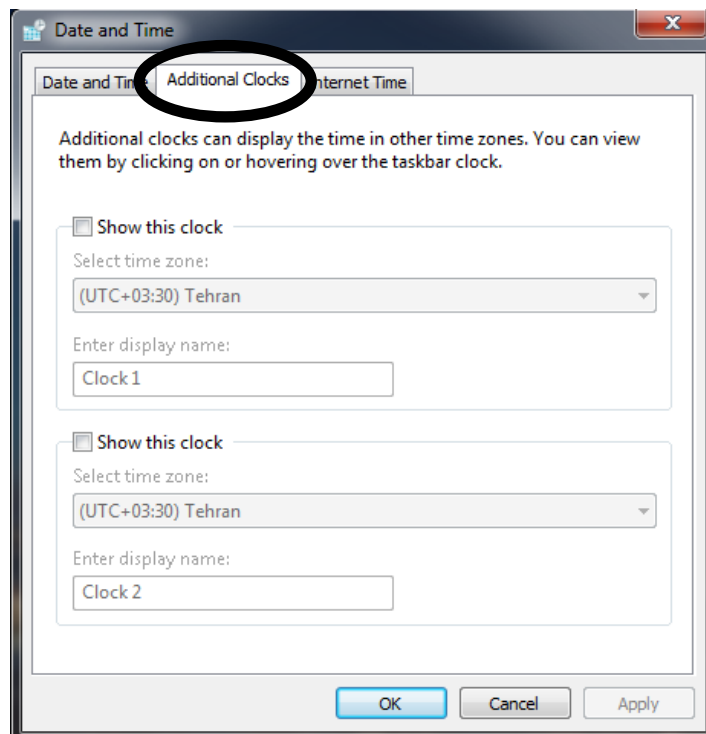 Date and Time
Date and Time Additional Clocks Internet Time
Additional clocks can display the time in other time zones. You can view
them by clicking on or hovering over the taskbar clock.
Show this clock
Select time zone:
(UTC+03:30) Tehran
Enter display name:
Clock 1
Show this clock
Select time zone:
(UTC+03:30) Tehran
Enter display name:
Clock 2
OK Cancel Apply